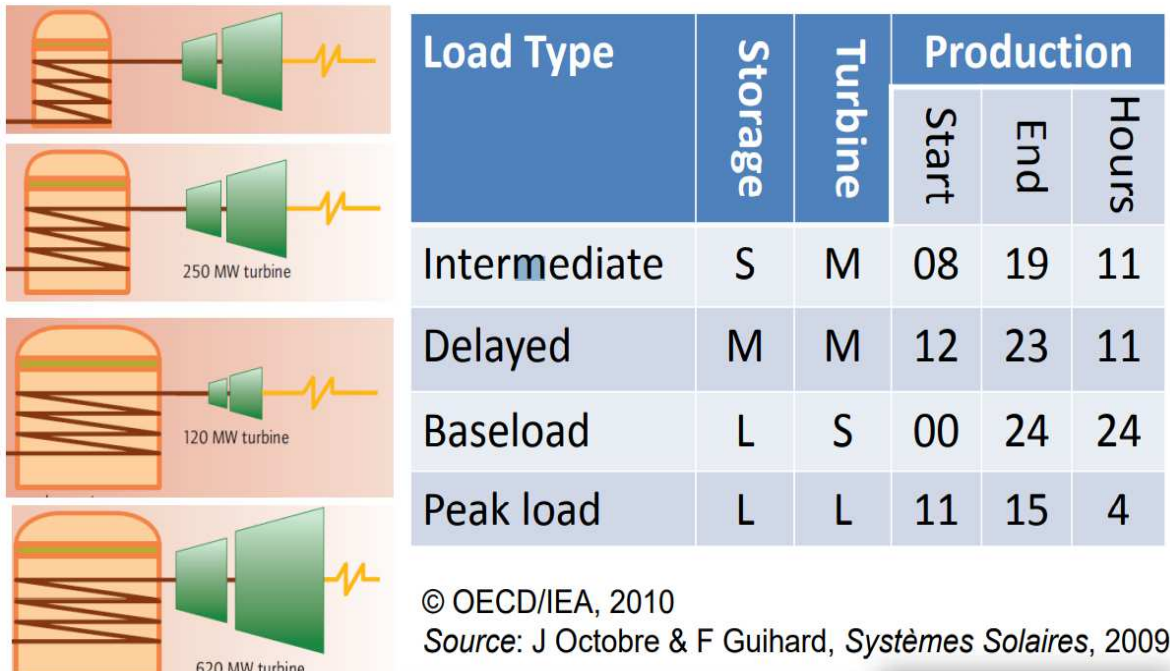 250 MW turbine
120 MW turbine
620 MW turbine
Load Type Storage Turbine Production
Start End Hours
Intermediate S M 08 19 11
Delayed M M 12 23 11
Baseload L S 00 24 24
Peak load L L 11 15 4
© OECD/IEA, 2010
Source: J Octobre & F Guihard, Systèmes Solaires, 2009